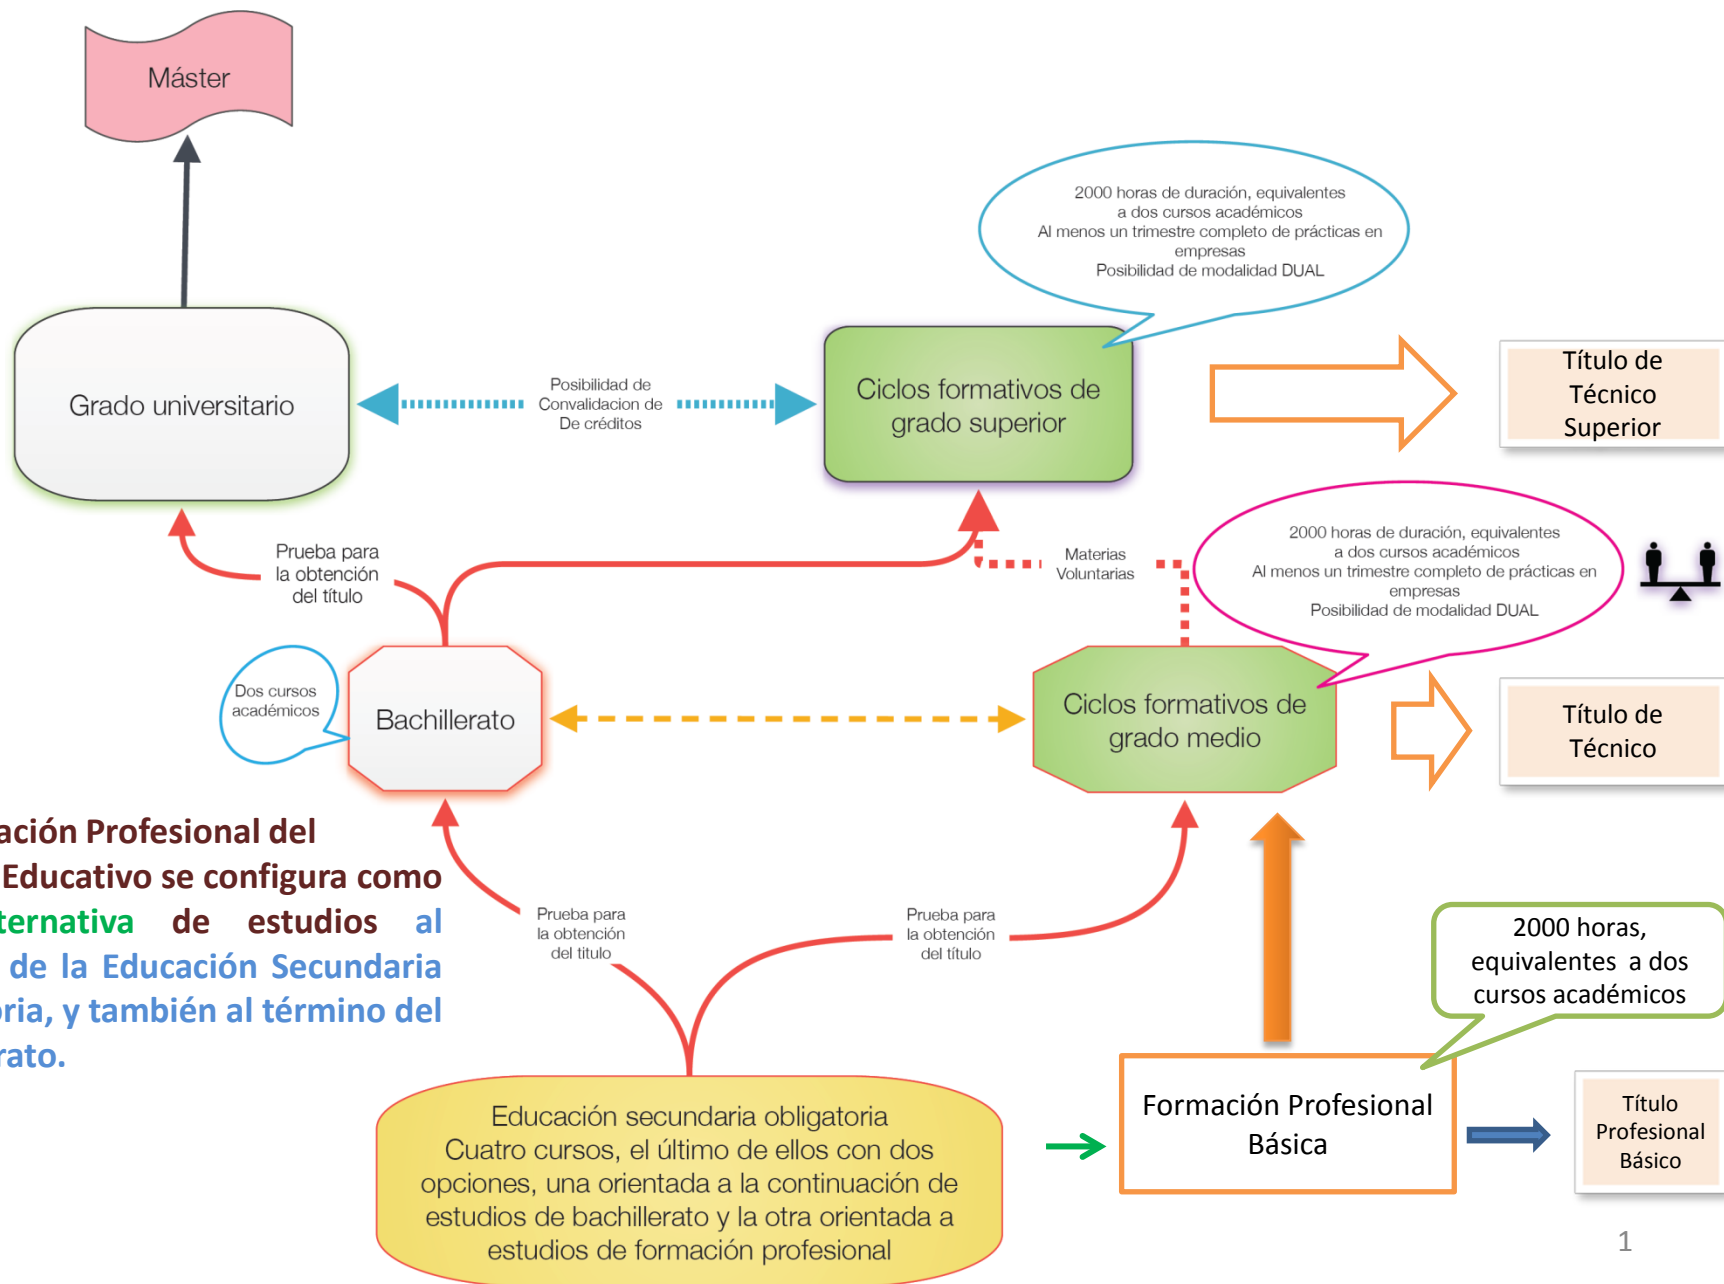 Máster
2000 horas de duración, equivalentes
a dos cursos académicos
Al menos un trimestre completo de prácticas en
empresas
Posibilidad de modalidad DUAL
Grado universitario
Posibilidad de
Convalidacion de
De créditos
Ciclos formativos de
grado superior
Título de
Técnico
Superior
Prueba para
la obtención
del título
Materias
Voluntarias
2000 horas de duración, equivalentes
a dos cursos académicos
Al menos un trimestre completo de prácticas en
empresas
Posibilidad de modalidad DUAL
Dos cursos
académicos
Bachillerato
Ciclos formativos de
grado medio
Título de
Técnico
ación Profesional del
Educativo se configura como
ternativa de estudios al
de la Educación Secundaria
oria, y también al término del
rato.
Prueba para
la obtención
del titulo
Prueba para
la obtención
del título
2000 horas,
equivalentes a dos
cursos académicos
Educación secundaria obligatoria
Cuatro cursos, el último de ellos con dos
opciones, una orientada a la continuación de
estudios de bachillerato y la otra orientada a
estudios de formación profesional
Formación Profesional
Básica
Título
Profesional
Básico
1